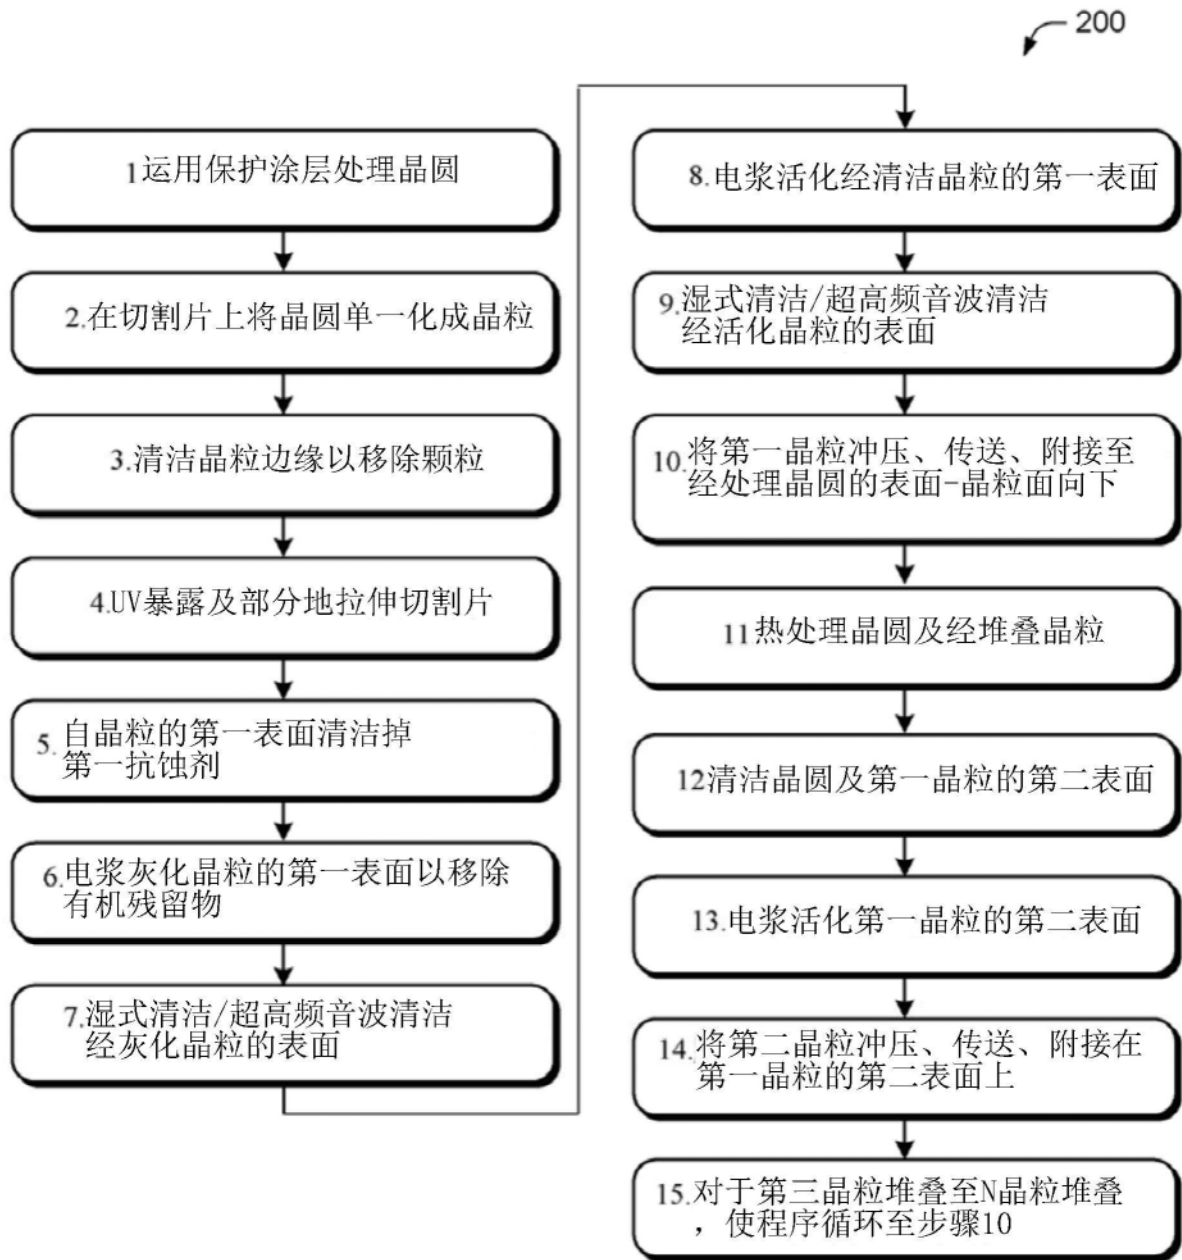 200
1运用保护涂层处理晶圆
2.在切割片上将晶圆单一化成晶粒
3.清洁晶粒边缘以移除颗粒
4.UV暴露及部分地拉伸切割片
5.自晶粒的第一表面清洁掉
第一抗蚀剂
6.电浆灰化晶粒的第一表面以移除
有机残留物
7.湿式清洁/超高频音波清洁
经灰化晶粒的表面
8.电浆活化经清洁晶粒的第一表面
9.湿式清洁/超高频音波清洁
经活化晶粒的表面
10.将第一晶粒冲压、传送、附接至
经处理晶圆的表面-晶粒面向下
11热处理晶圆及经堆叠晶粒
12清洁晶圆及第一晶粒的第二表面
13.电浆活化第一晶粒的第二表面
14.将第二晶粒冲压、传送、附接在
第一晶粒的第二表面上
15.对于第三晶粒堆叠至N晶粒堆叠
，使程序循环至步骤10